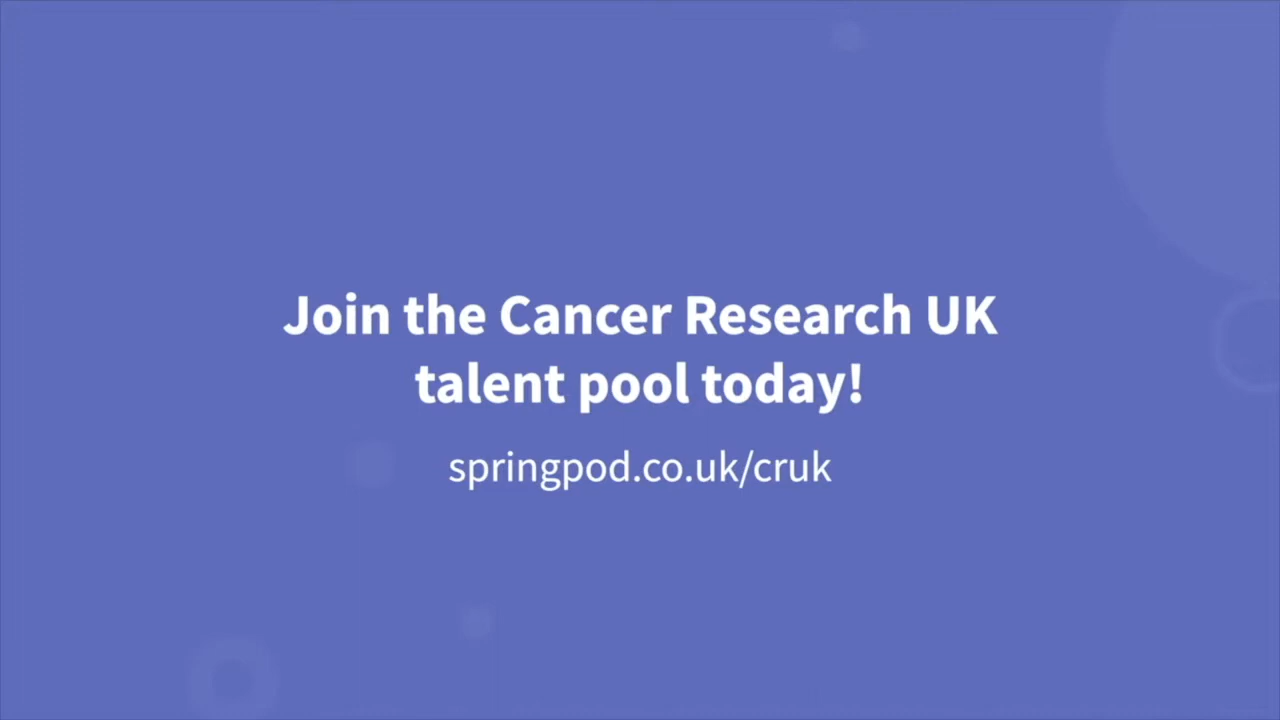 Join the Cancer Research UK
talent pool today!
springpod.co.uk/cruk